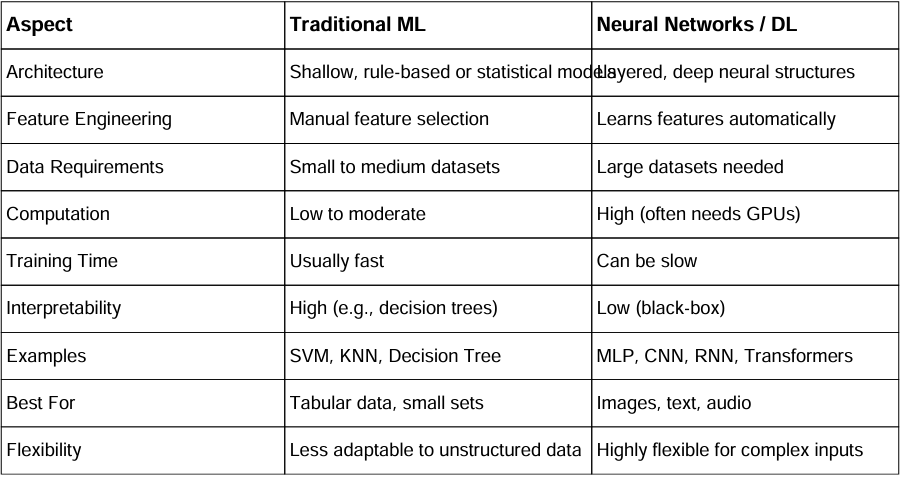 Aspect Traditional ML Neural Networks / DL
Architecture Shallow, rule-based or statistical models Layered, deep neural structures
Feature Engineering Manual feature selection Learns features automatically
Data Requirements Small to medium datasets Large datasets needed
Computation Low to moderate High (often needs GPUs)
Training Time Usually fast Can be slow
Interpretability High (e.g., decision trees) Low (black-box)
Examples SVM, KNN, Decision Tree MLP, CNN, RNN, Transformers
Best For Tabular data, small sets Images, text, audio
Flexibility Less adaptable to unstructured data Highly flexible for complex inputs